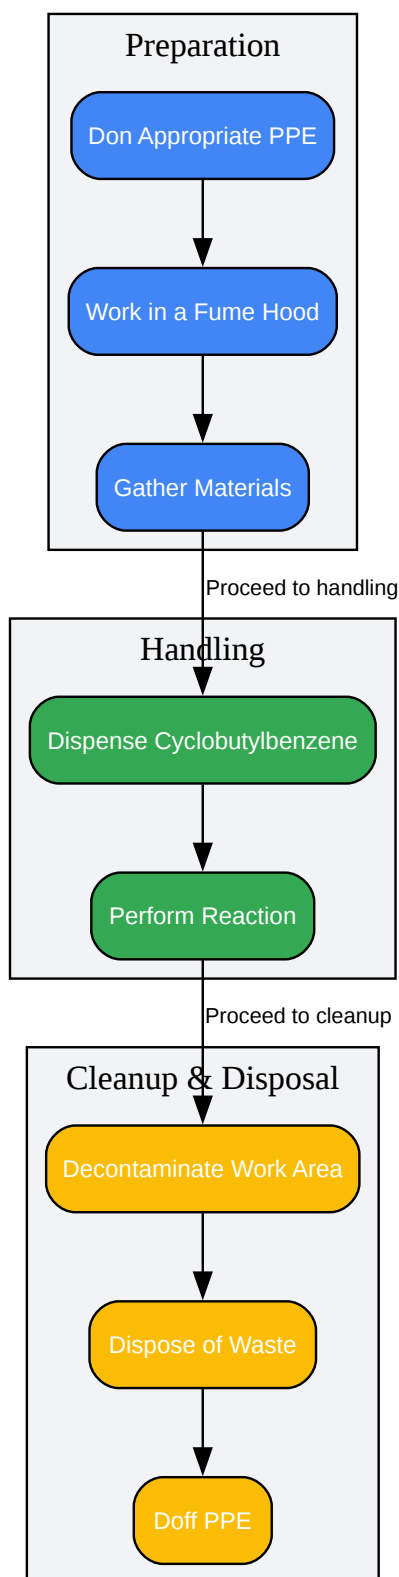 Preparation
Don Appropriate PPE
Work in a Fume Hood
Gather Materials
Proceed to handling
Handling
Dispense Cyclobutylbenzene
Perform Reaction
Proceed to cleanup
Cleanup & Disposal
Decontaminate Work Area
Dispose of Waste
Doff PPE